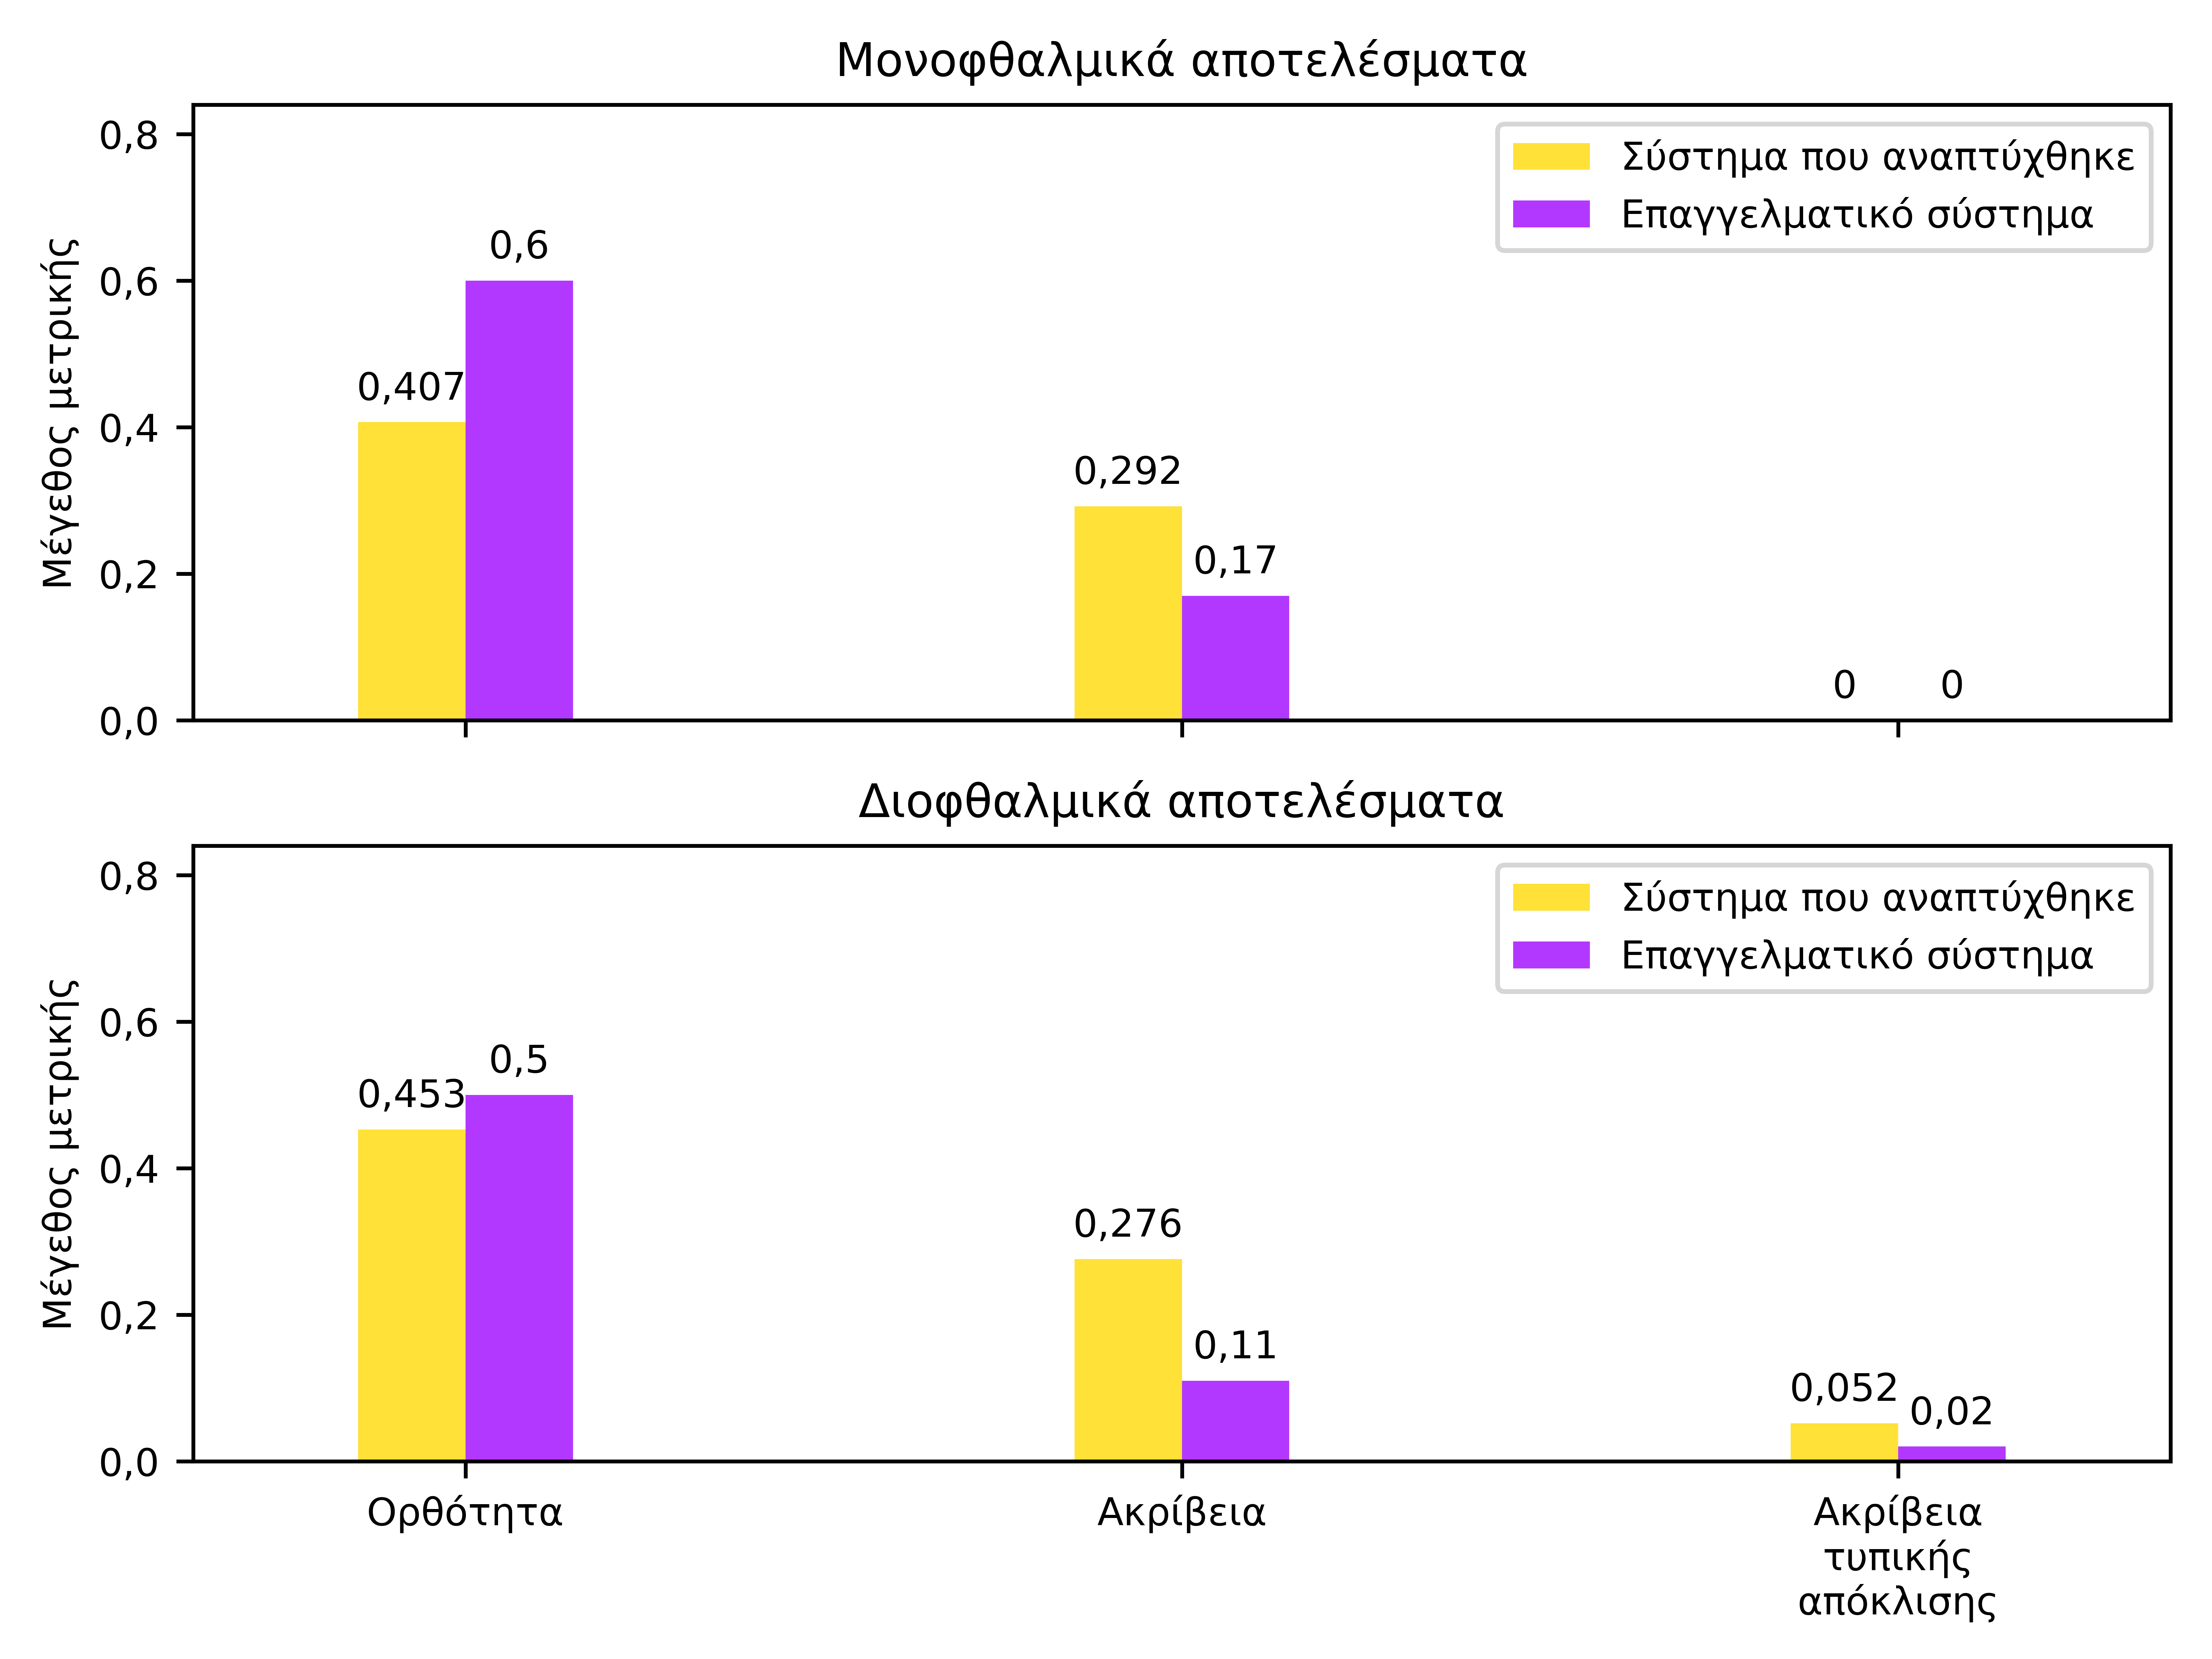 Μονοφθαλμικά αποτελέσματα
Μέγεθος μετρικής
0,8
0,6
0,4
0,2
0,0
Σύστημα που αναπτύχθηκε
Επαγγελματικό σύστημα
0,407
0,6
0,292
0,17
0
0
Διοφθαλμικά αποτελέσματα
Μέγεθος μετρικής
0,8
0,6
0,4
0,2
0,0
Σύστημα που αναπτύχθηκε
Επαγγελματικό σύστημα
0,453
0,5
0,276
0,11
0,052
0,02
Ορθότητα
Ακρίβεια
Ακρίβεια
τυπικής
απόκλισης